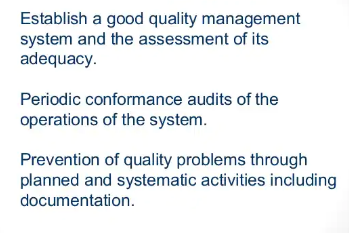 Establish a good quality management
system and the assessment of its
adequacy.
Periodic conformance audits of the
operations of the system.
Prevention of quality problems through
planned and systematic activities including
documentation.